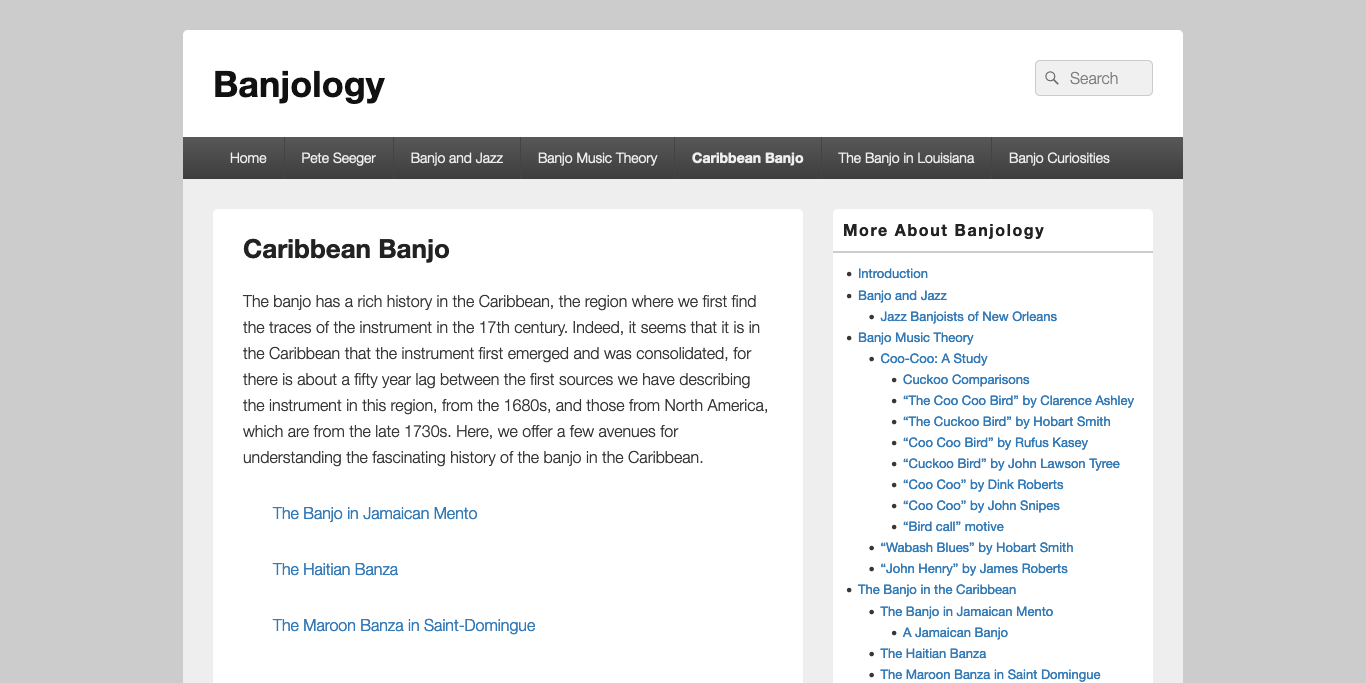 Banjology
Search
Home
Pete Seeger
Banjo and Jazz
Banjo Music Theory
Caribbean Banjo
The Banjo in Louisiana
Banjo Curiosities
Caribbean Banjo
The banjo has a rich history in the Caribbean, the region where we first find
the traces of the instrument in the 17th century. Indeed, it seems that it is in
the Caribbean that the instrument first emerged and was consolidated, for
there is about a fifty year lag between the first sources we have describing
the instrument in this region, from the 1680s, and those from North America,
which are from the late 1730s. Here, we offer a few avenues for
understanding the fascinating history of the banjo in the Caribbean.
The Banjo in Jamaican Mento
The Haitian Banza
The Maroon Banza in Saint-Domingue
More About Banjology
Introduction
Banjo and Jazz
Jazz Banjoists of New Orleans
Banjo Music Theory
Coo-Coo: A Study
Cuckoo Comparisons
“The Coo Coo Bird” by Clarence Ashley
“The Cuckoo Bird” by Hobart Smith
“Coo Coo Bird” by Rufus Kasey
“Cuckoo Bird” by John Lawson Tyree
“Coo Coo” by Dink Roberts
“Coo Coo” by John Snipes
“Bird call” motive
“Wabash Blues” by Hobart Smith
“John Henry” by James Roberts
The Banjo in the Caribbean
The Banjo in Jamaican Mento
A Jamaican Banjo
The Haitian Banza
The Maroon Banza in Saint Domingue